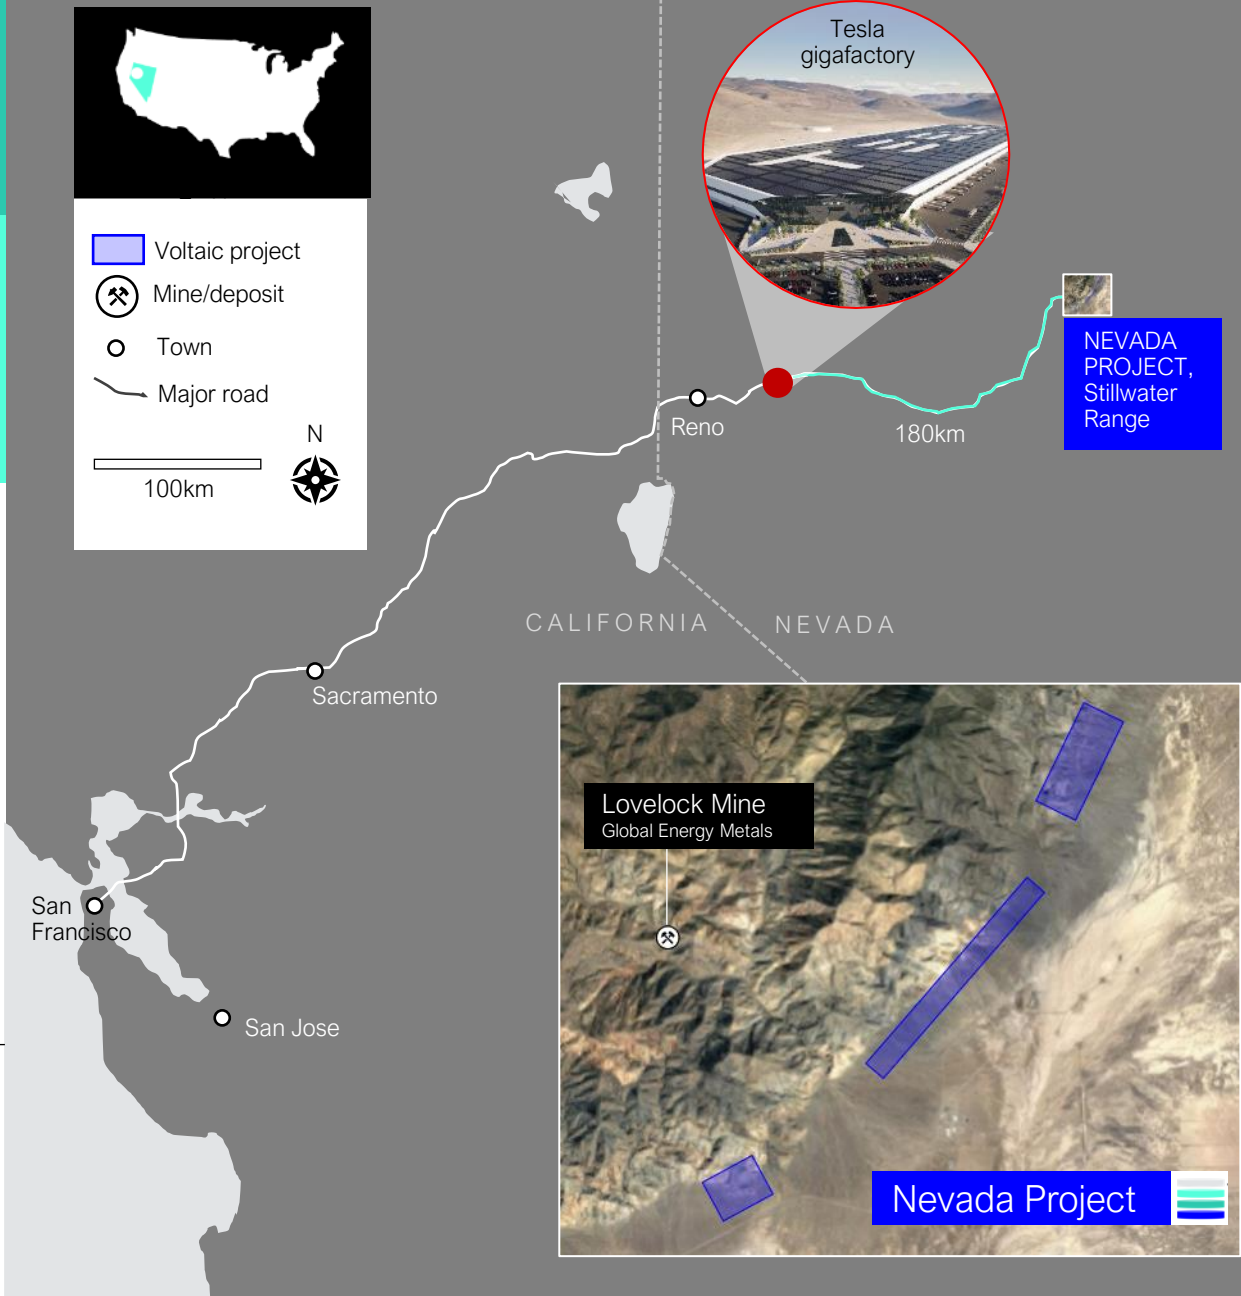 Tesla
gigafactory
Voltaic project
Mine/deposit
Town
Major road
N
100km
NEVADA
PROJECT,
Stillwater
Range
Reno
180km
CALIFORNIA
NEVADA
Sacramento
Lovelock Mine
Global Energy Metals
San
Francisco
San Jose
Nevada Project